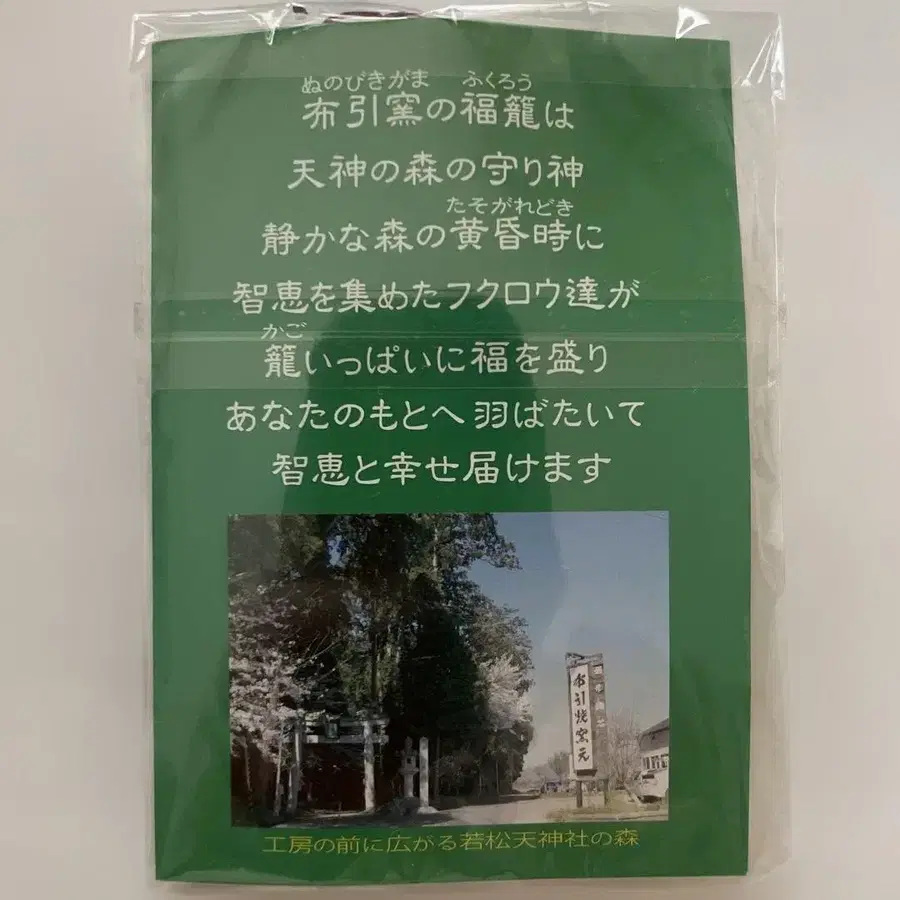 ぬのびきがま ふくろう
布引窯の福籠は
天神の森の守り神
たそがれどき
静かな森の黄昏時に
智恵を集めたフクロウ達が
かご
籠いっぱいに福を盛り
あなたのもとへ羽ばたいて
智恵と幸せ届けます
布引焼窯元
工房の前に広がる若松天神社の森